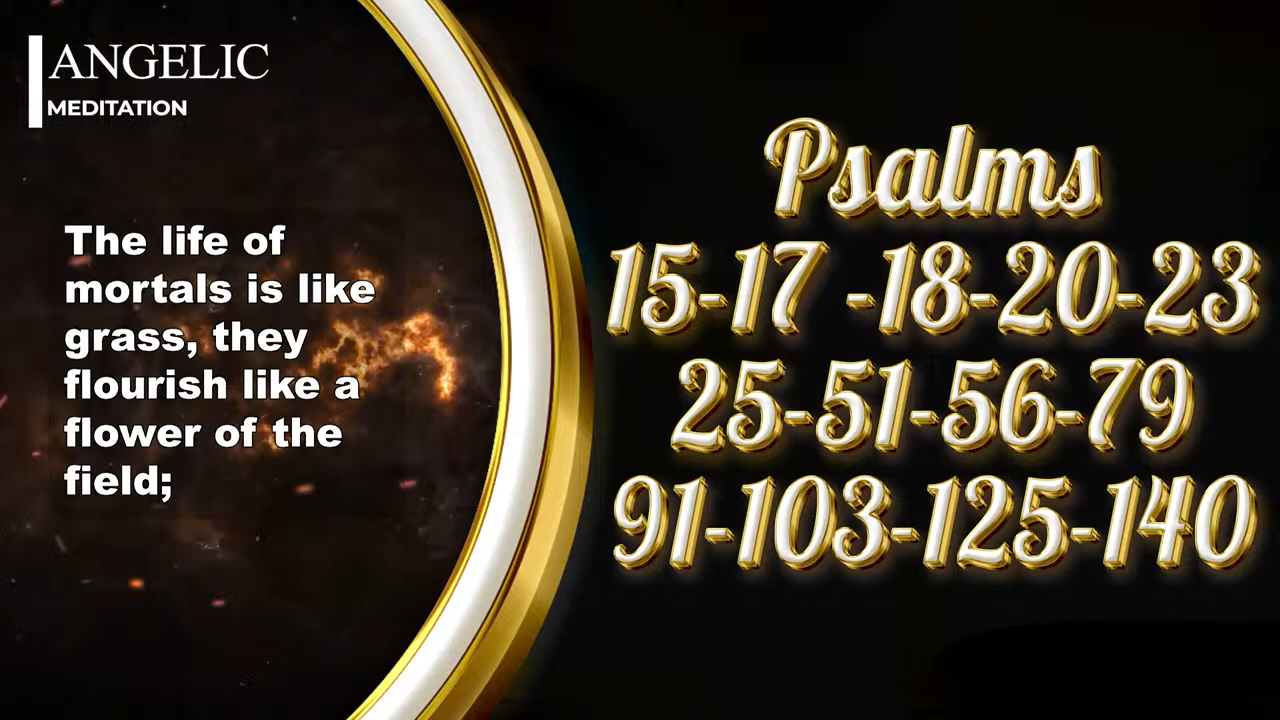 ANGELIC
MEDITATION
The life of
mortals is like
grass, they
flourish like a
flower of the
field;
Psalms
15-17 -18-20-23
25-51-56-79
91-103-125-140